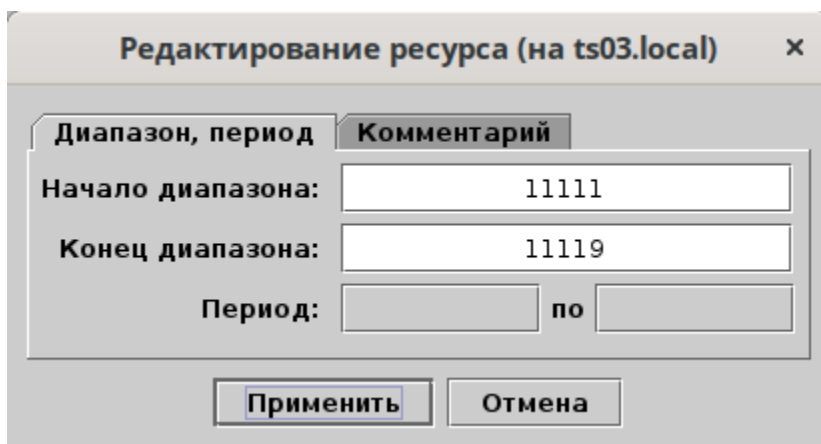 Редактирование ресурса (на ts03.local) ×
Диапазон, период Комментарий
Начало диапазона: 11111
Конец диапазона: 11119
Период: по
Применить Отмена